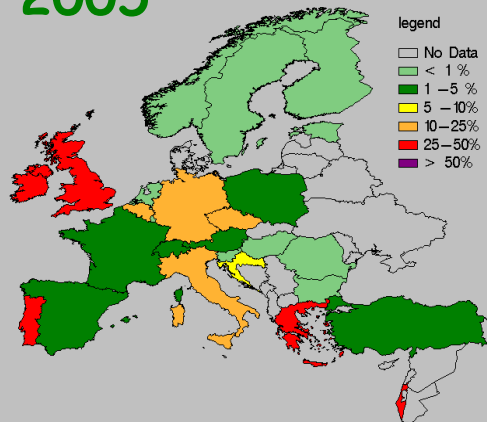 legend
No Data
< 1 %
1 –5 %
5 –10%
10–25%
25–50%
> 50%